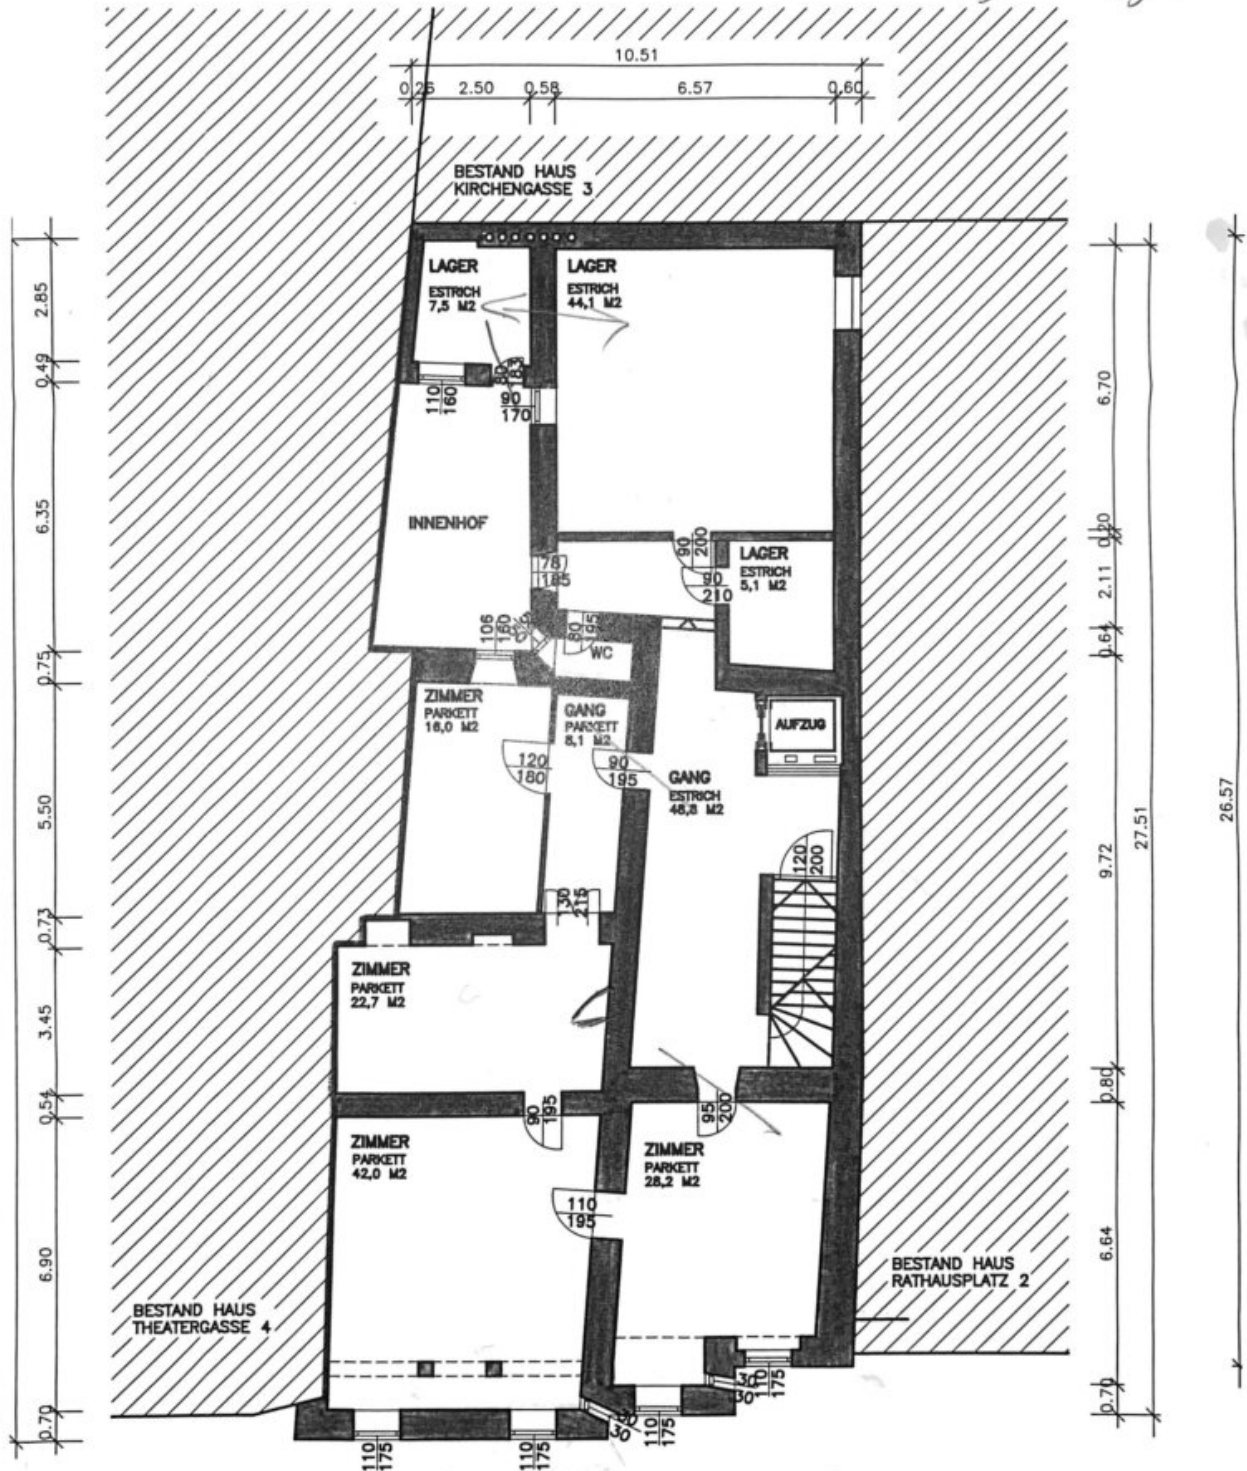 10.51
0.26 2.50 0.58 6.57 0.60
BESTAND HAUS
KIRCHENGASSE 3
LAGER
ESTRICH
7,5 M2
LAGER
ESTRICH
44,1 M2
2.85
0.49
6.35
0.75
5.50
0.73
3.45
0.54
6.90
0.70
110
160
80
183
90
170
INNENHOF
78
185
90
200
LAGER
ESTRICH
5,1 M2
90
210
106
160
80
195
WC
ZIMMER
PARKETT
16,0 M2
GANG
PARKETT
8,1 M2
AUFZUG
120
180
90
195
GANG
ESTRICH
48,8 M2
120
200
130
215
ZIMMER
PARKETT
22,7 M2
90
195
95
200
ZIMMER
PARKETT
42,0 M2
ZIMMER
PARKETT
28,2 M2
110
195
BESTAND HAUS
THEATERGASSE 4
BESTAND HAUS
RATHAUSPLATZ 2
30
30
110
175
30
30
110
175
110
175
110
175
6.70
0.20
2.11
0.64
9.72
0.80
6.64
0.70
27.51
26.57